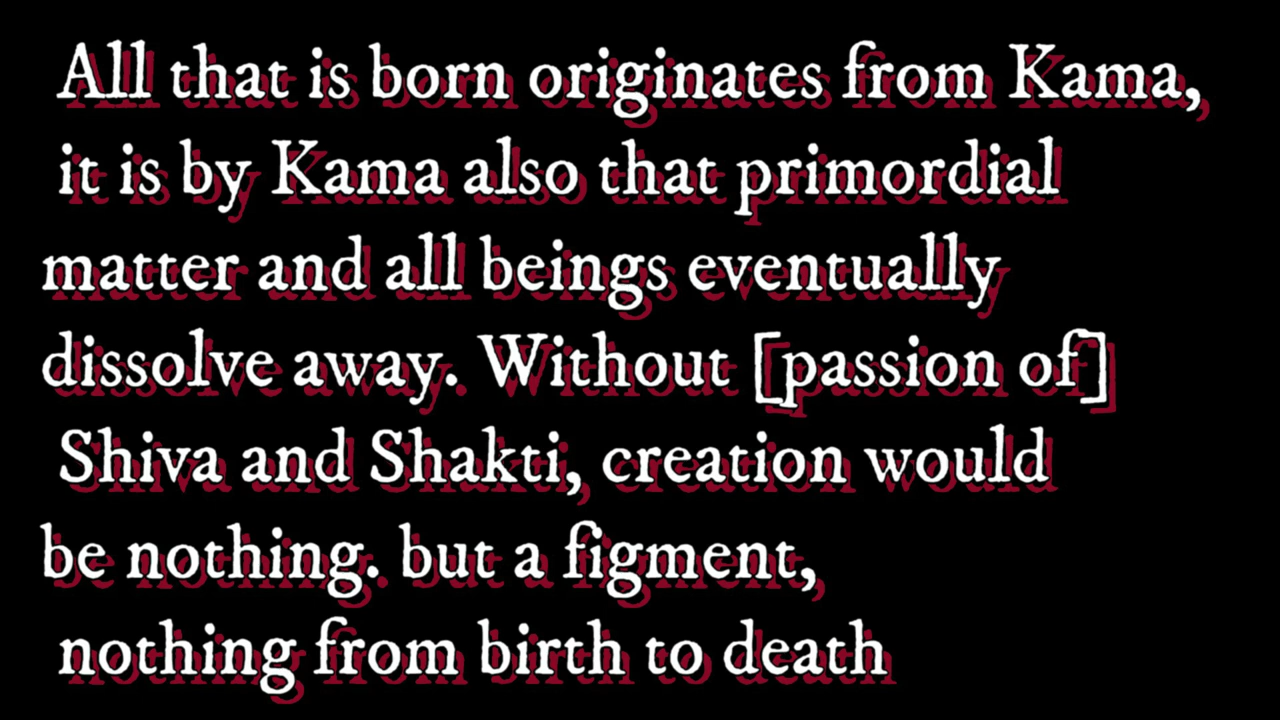 All that is born originates from Kama,
it is by Kama also that primordial
matter and all beings eventually
dissolve away. Without [passion of]
Shiva and Shakti, creation would
be nothing. but a figment,
nothing from birth to death